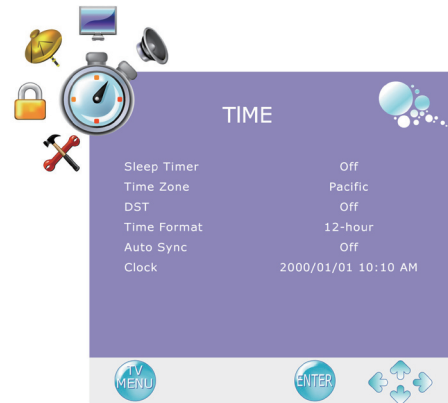 TIME
Sleep Timer Off
Time Zone Pacific
DST Off
Time Format 12-hour
Auto Sync Off
Clock 2000/01/01 10:10 AM
TV MENU ENTER